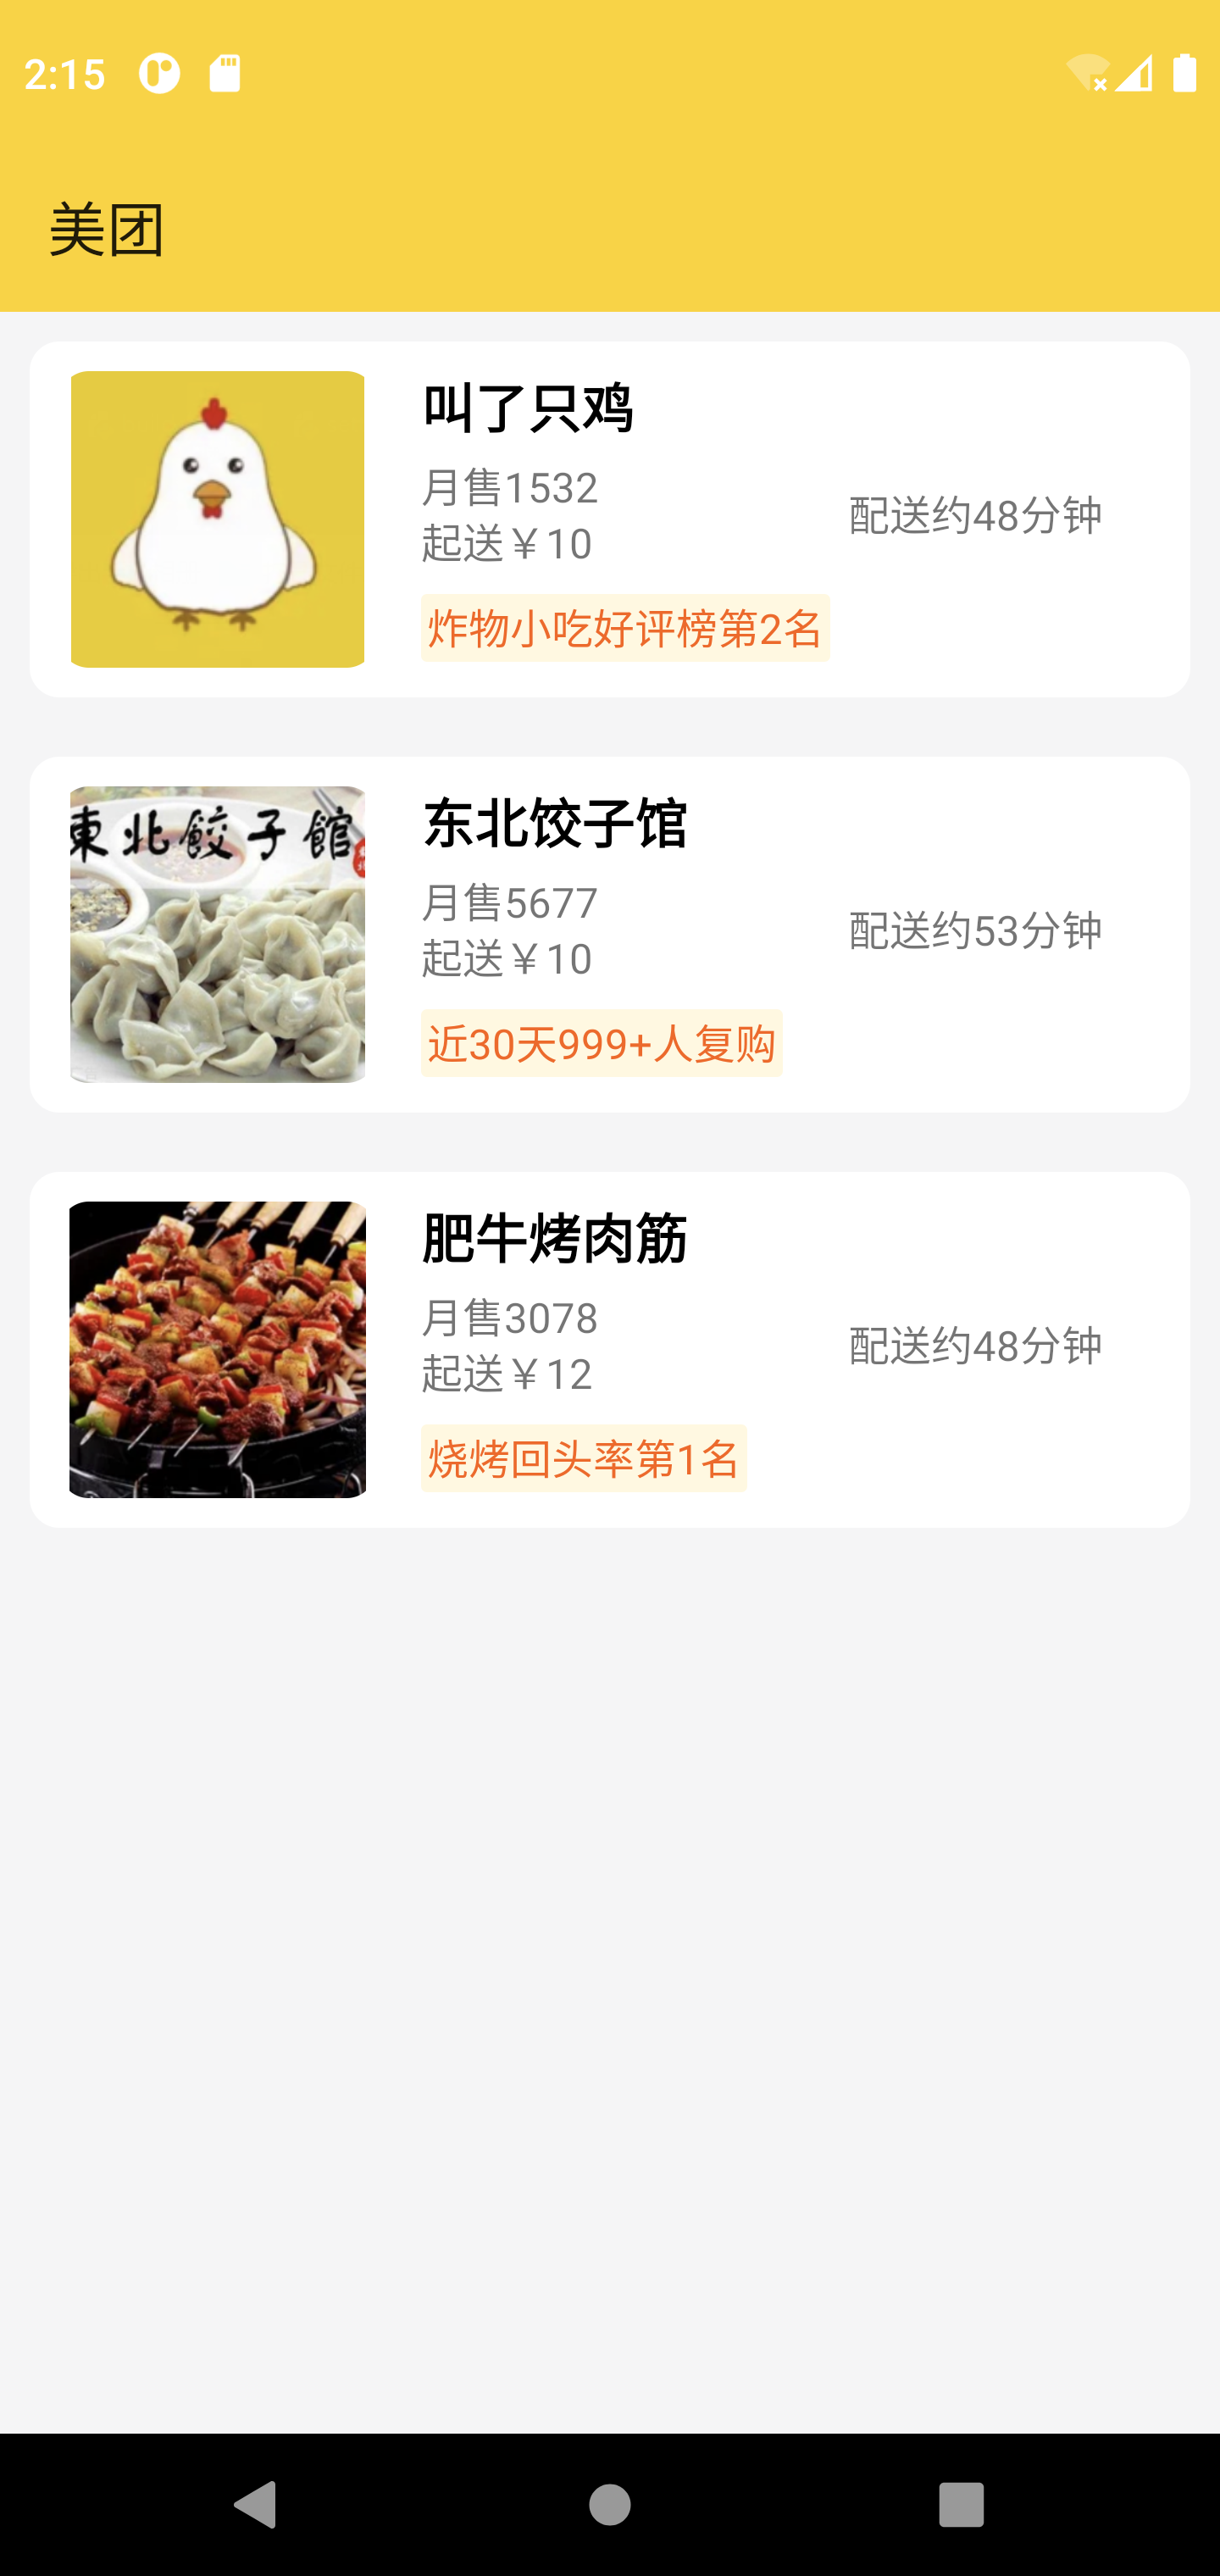 2:15
美团
叫了只鸡
月售1532
起送￥10
配送约48分钟
炸物小吃好评榜第2名
東北餃子館
东北饺子馆
月售5677
起送￥10
配送约53分钟
近30天999+人复购
肥牛烤肉筋
月售3078
起送￥12
配送约48分钟
烧烤回头率第1名